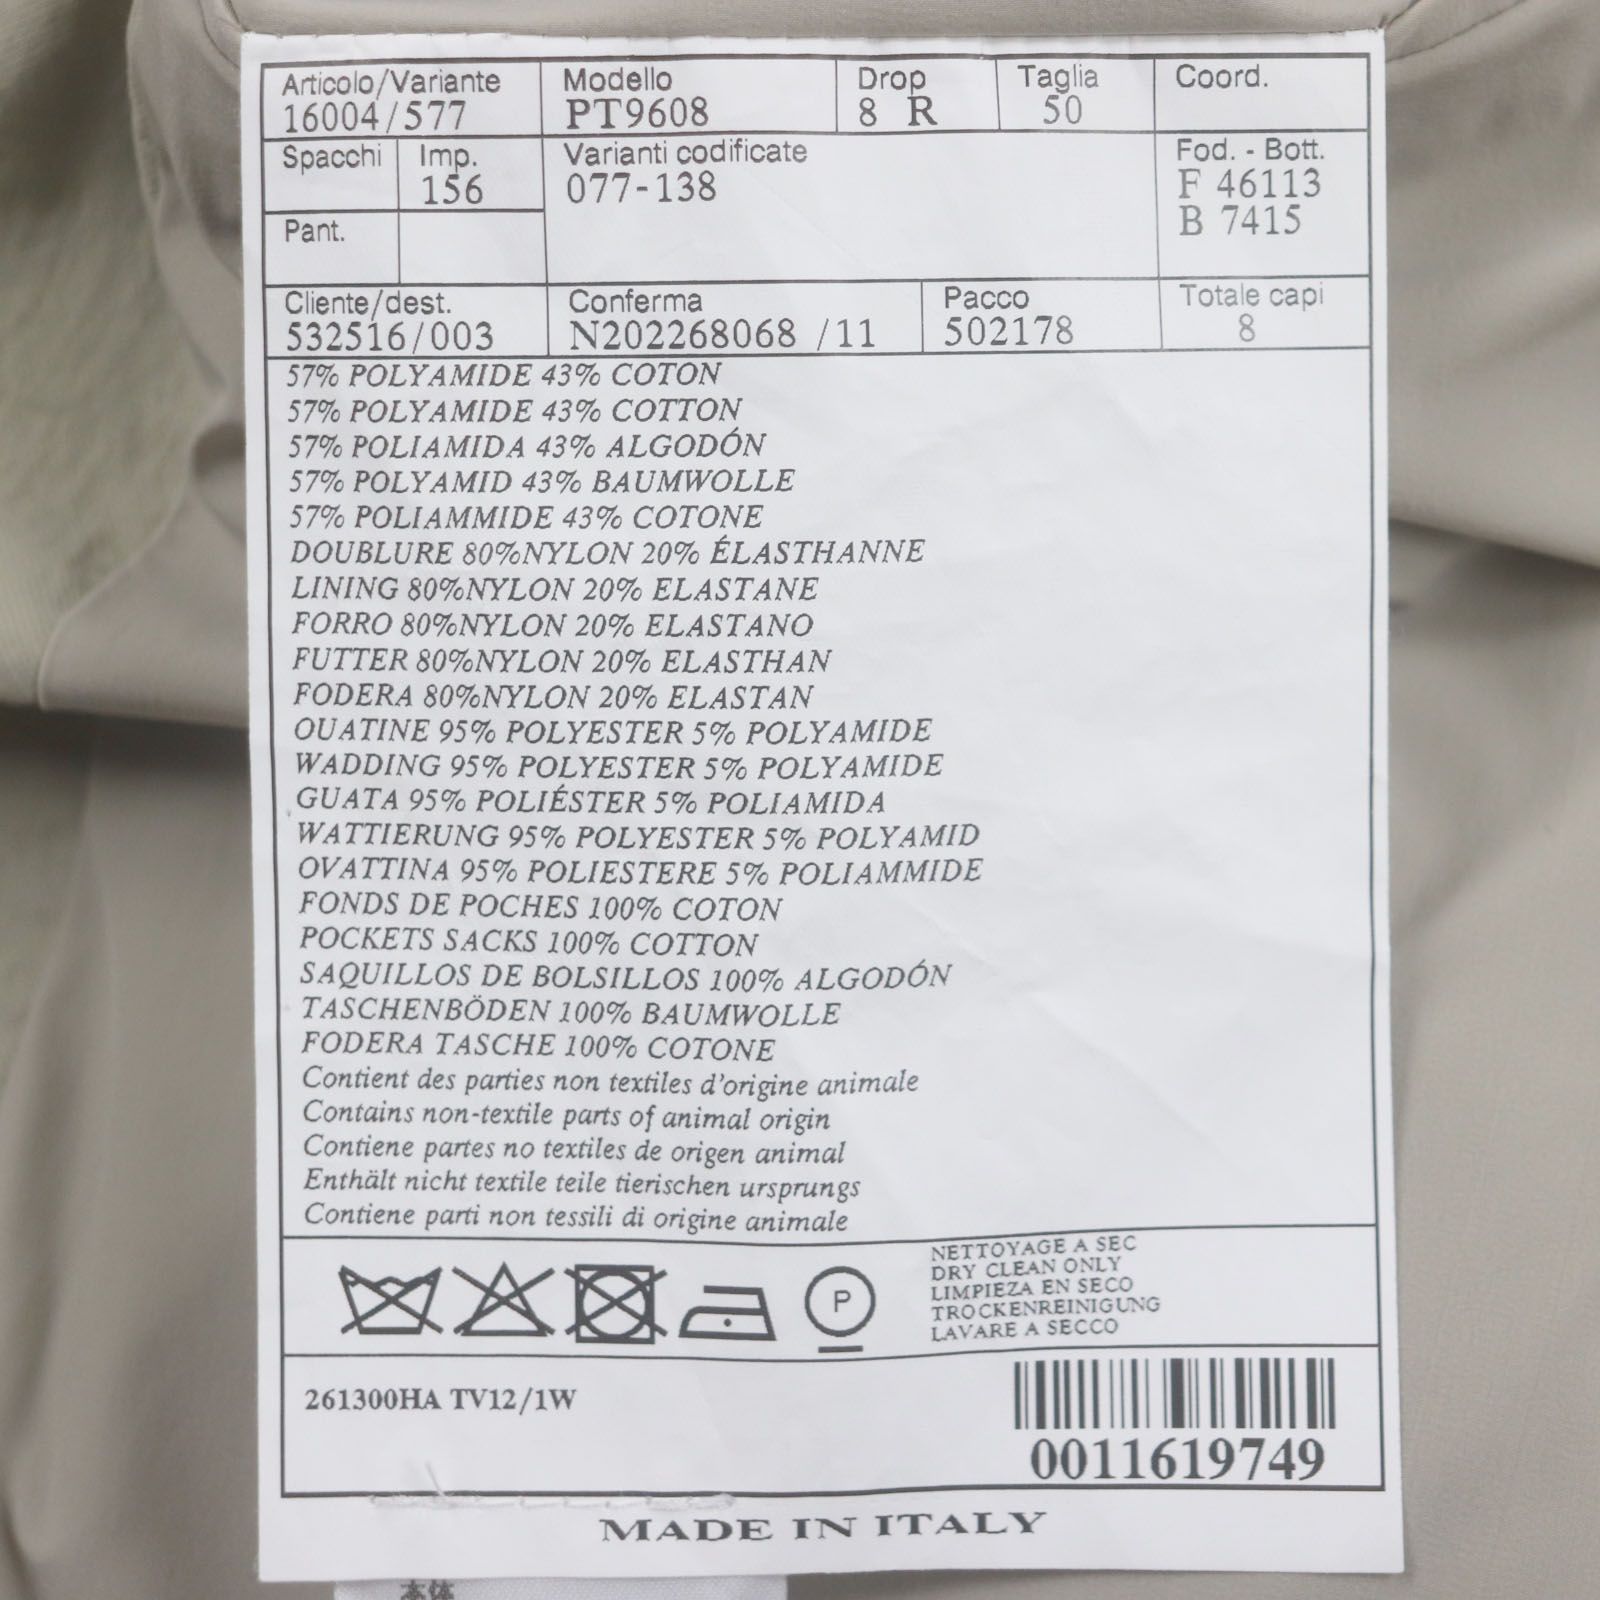 Articolo/Variante Modello Drop Taglia Coord.
16004/577 PT9608 8 R 50
Spacchi Imp. Varianti codificate Fod. - Bott.
156 077-138 F 46113
B 7415
Pant.
Cliente/dest. Conferma Pacco Totale capi
532516/003 N202268068 /11 502178 8
57% POLYAMIDE 43% COTON
57% POLYAMIDE 43% COTTON
57% POLIAMIDA 43% ALGODÓN
57% POLYAMID 43% BAUMWOLLE
57% POLIAMMIDE 43% COTONE
DOUBLURE 80%NYLON 20% ÉLASTHANNE
LINING 80%NYLON 20% ELASTANE
FORRO 80%NYLON 20% ELASTANO
FUTTER 80%NYLON 20% ELASTHAN
FODERA 80%NYLON 20% ELASTAN
OUATINE 95% POLYESTER 5% POLYAMIDE
WADDING 95% POLYESTER 5% POLYAMIDE
GUATA 95% POLIÉSTER 5% POLIAMIDA
WATTIERUNG 95% POLYESTER 5% POLYAMID
OVATTINA 95% POLIESTERE 5% POLIAMMIDE
FONDS DE POCHES 100% COTON
POCKETS SACKS 100% COTTON
SAQUILLOS DE BOLSILLOS 100% ALGODÓN
TASCHENBÖDEN 100% BAUMWOLLE
FODERA TASCHE 100% COTONE
Contient des parties non textiles d'origine animale
Contains non-textile parts of animal origin
Contiene partes no textiles de origen animal
Enthält nicht textile teile tierischen ursprungs
Contiene parti non tessili di origine animale
NETTOYAGE A SEC
DRY CLEAN ONLY
LIMPIEZA EN SECO
TROCKENREINIGUNG
LAVARE A SECCO
P
261300HA TV12/1W
0011619749
MADE IN ITALY
本体